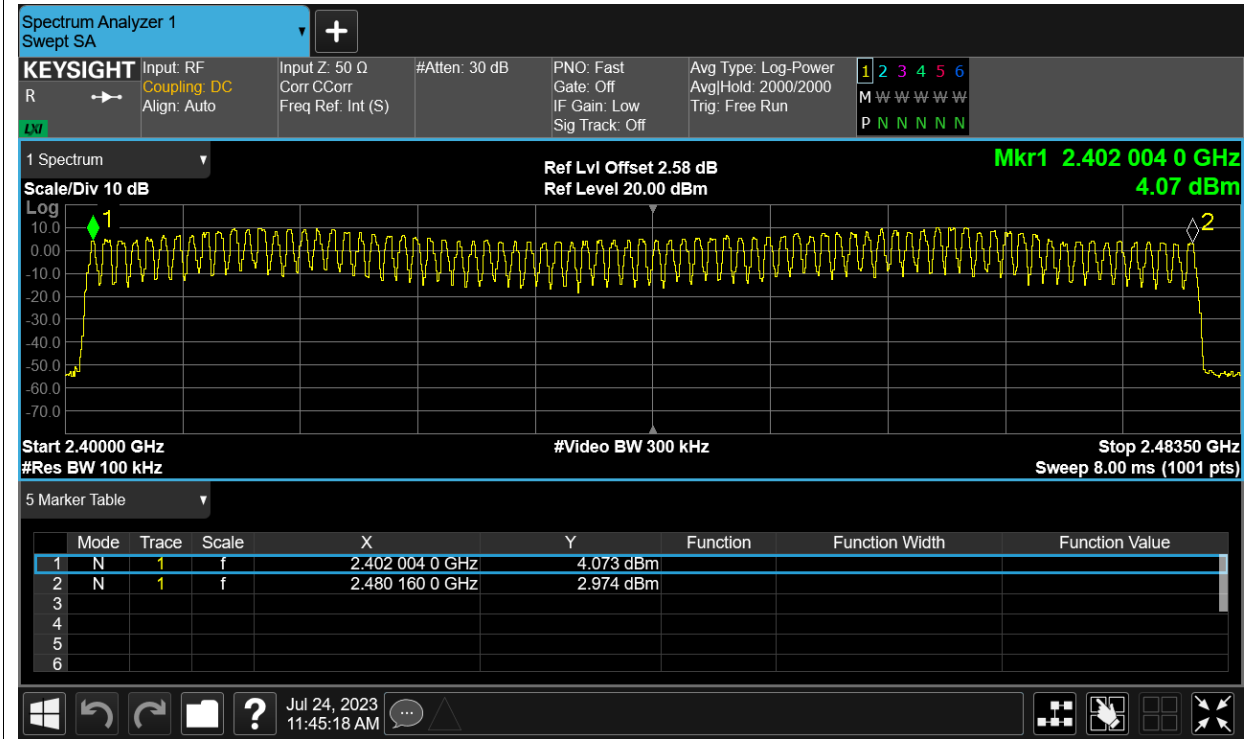 Spectrum Analyzer 1
Swept SA
KEYSIGHT
R
LXI
Input: RF
Coupling: DC
Align: Auto
Input Z: 50 Ω
Corr CCorr
Freq Ref: Int (S)
#Atten: 30 dB
PNO: Fast
Gate: Off
IF Gain: Low
Sig Track: Off
Avg Type: Log-Power
Avg|Hold: 2000/2000
Trig: Free Run
1 2 3 4 5 6
M W W W W W
P N N N N N
1 Spectrum
Scale/Div 10 dB
Ref Lvl Offset 2.58 dB
Ref Level 20.00 dBm
Mkr1 2.402 004 0 GHz
4.07 dBm
Log
1
2
10.0
0.00
-10.0
-20.0
-30.0
-40.0
-50.0
-60.0
-70.0
Start 2.40000 GHz
#Video BW 300 kHz
Stop 2.48350 GHz
#Res BW 100 kHz
Sweep 8.00 ms (1001 pts)
5 Marker Table
Mode Trace Scale X Y Function Function Width Function Value
1 N 1 f 2.402 004 0 GHz 4.073 dBm
2 N 1 f 2.480 160 0 GHz 2.974 dBm
3
4
5
6
?
Jul 24, 2023
11:45:18 AM